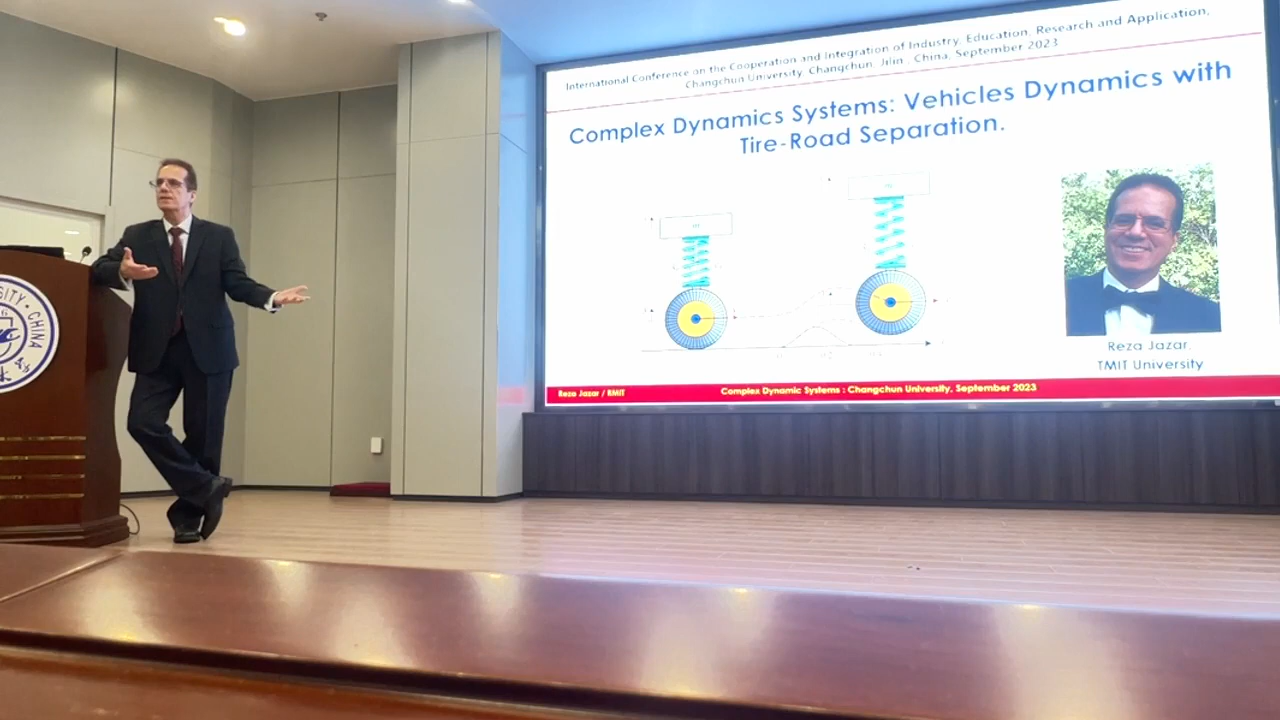 International Conference on the Cooperation and Integration of Industry, Education, Research and Application,
Changchun University, Changchun, Jilin, China, September 2023
Complex Dynamics Systems: Vehicles Dynamics with
Tire-Road Separation.
Reza Jazar,
TMIT University
Reza Jazar / RMIT
Complex Dynamic Systems : Changchun University, September 2023
SITY · CHINA